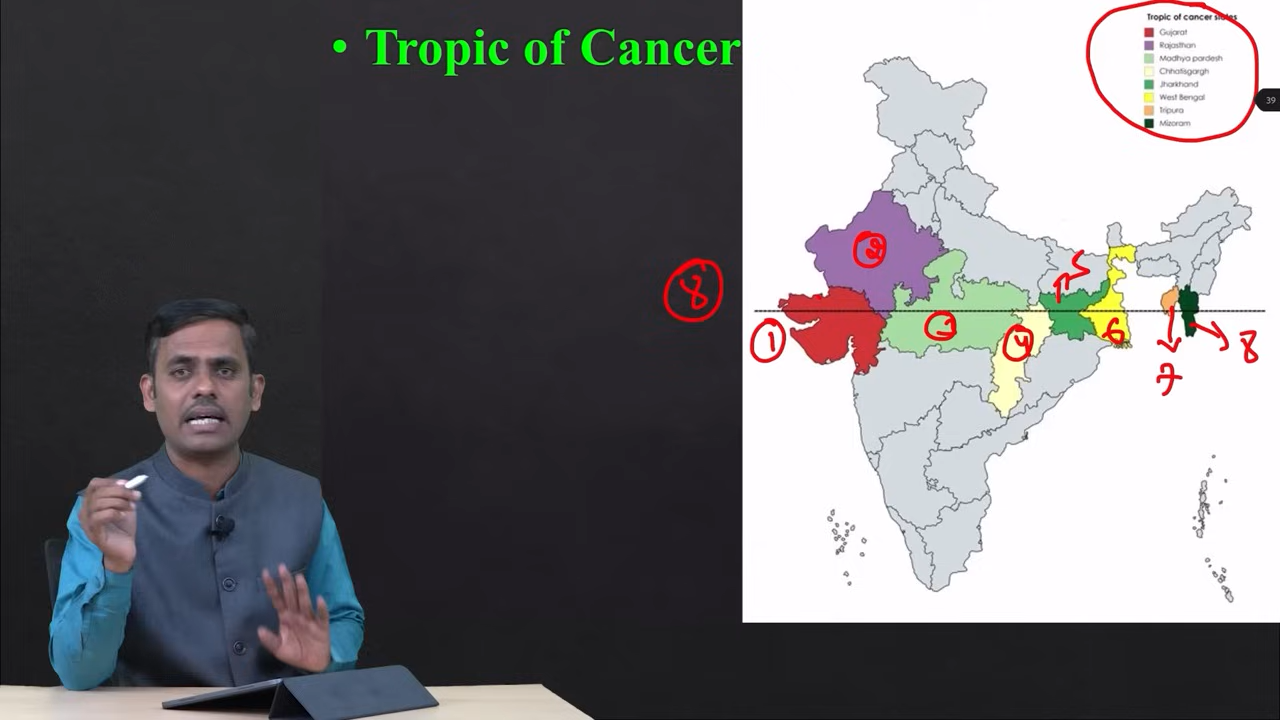 • Tropic of Cancer
Tropic of cancer states
Gujarat
Rajasthan
Madhya pardesh
Chhatisgargh
Jharkhand
West Bengal
Tripura
Mizoram
39
2
8
5
1
3
4
6
8
7